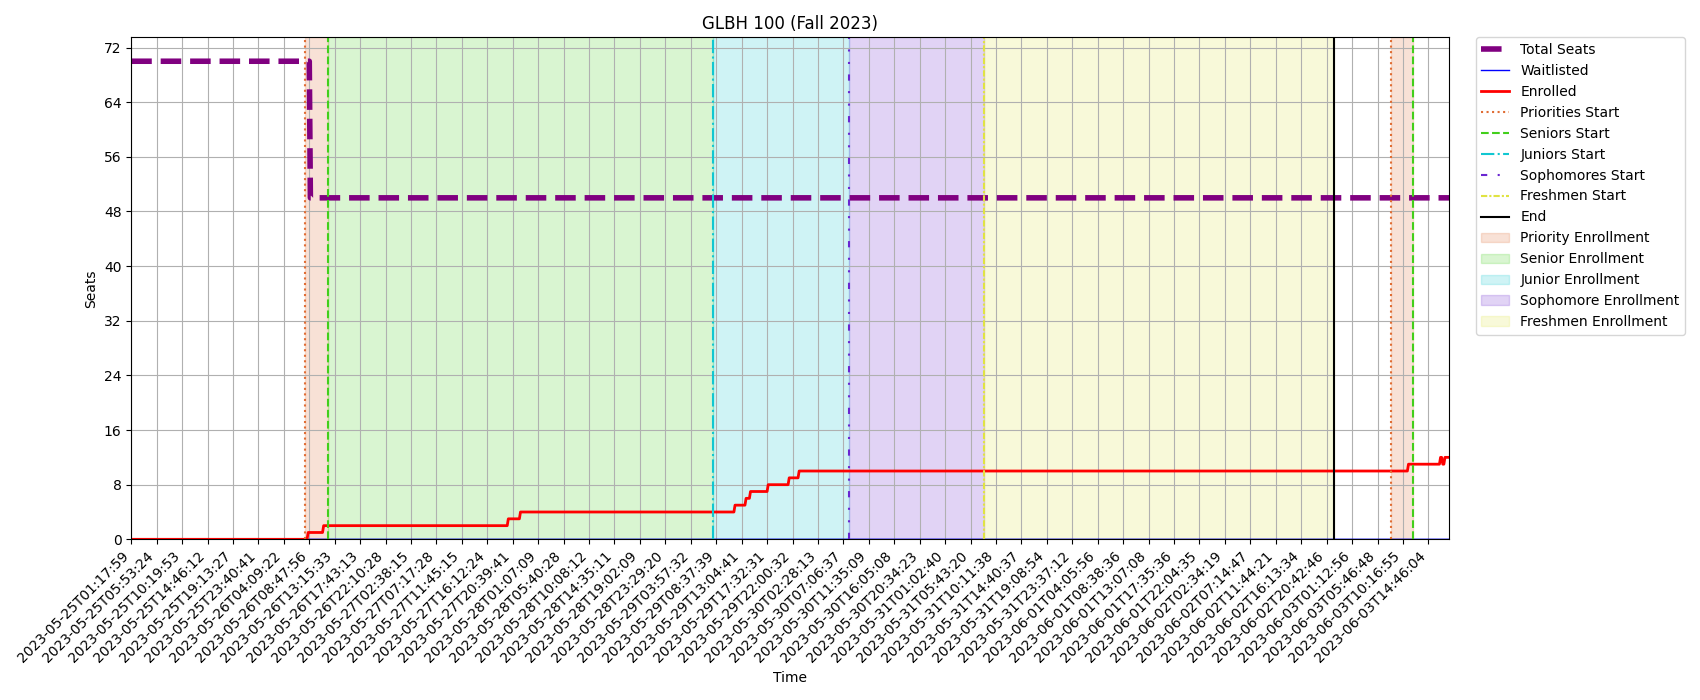 GLBH 100 (Fall 2023)
72
64
56
48
40
32
24
16
8
0
Seats
2023-05-25T01:17:59
2023-05-25T05:53:24
2023-05-25T10:19:53
2023-05-25T14:46:12
2023-05-25T19:13:27
2023-05-25T23:40:41
2023-05-26T04:09:22
2023-05-26T08:47:56
2023-05-26T13:15:33
2023-05-26T17:43:13
2023-05-26T22:10:28
2023-05-27T02:38:15
2023-05-27T07:17:28
2023-05-27T11:45:15
2023-05-27T16:12:24
2023-05-27T20:39:41
2023-05-28T01:07:09
2023-05-28T05:40:28
2023-05-28T10:08:12
2023-05-28T14:35:11
2023-05-28T19:02:09
2023-05-28T23:29:20
2023-05-29T03:57:32
2023-05-29T08:37:39
2023-05-29T13:04:41
2023-05-29T17:32:31
2023-05-29T22:00:32
2023-05-30T02:28:13
2023-05-30T07:06:37
2023-05-30T11:35:09
2023-05-30T16:05:08
2023-05-30T20:34:23
2023-05-31T01:02:40
2023-05-31T05:43:20
2023-05-31T10:11:38
2023-05-31T14:40:37
2023-05-31T19:08:54
2023-05-31T23:37:12
2023-06-01T04:05:56
2023-06-01T08:38:36
2023-06-01T13:07:08
2023-06-01T17:35:36
2023-06-01T22:04:35
2023-06-02T02:34:19
2023-06-02T07:14:47
2023-06-02T11:44:21
2023-06-02T16:13:34
2023-06-02T20:42:46
2023-06-03T01:12:56
2023-06-03T05:46:48
2023-06-03T10:16:55
2023-06-03T14:46:04
Time
Total Seats
Waitlisted
Enrolled
Priorities Start
Seniors Start
Juniors Start
Sophomores Start
Freshmen Start
End
Priority Enrollment
Senior Enrollment
Junior Enrollment
Sophomore Enrollment
Freshmen Enrollment